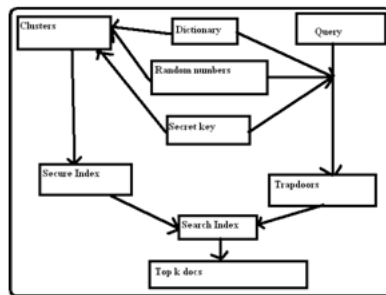 Clusters
Dictionary
Query
Random numbers
Secret key
Secure Index
Trapdoors
Search Index
Top k docs